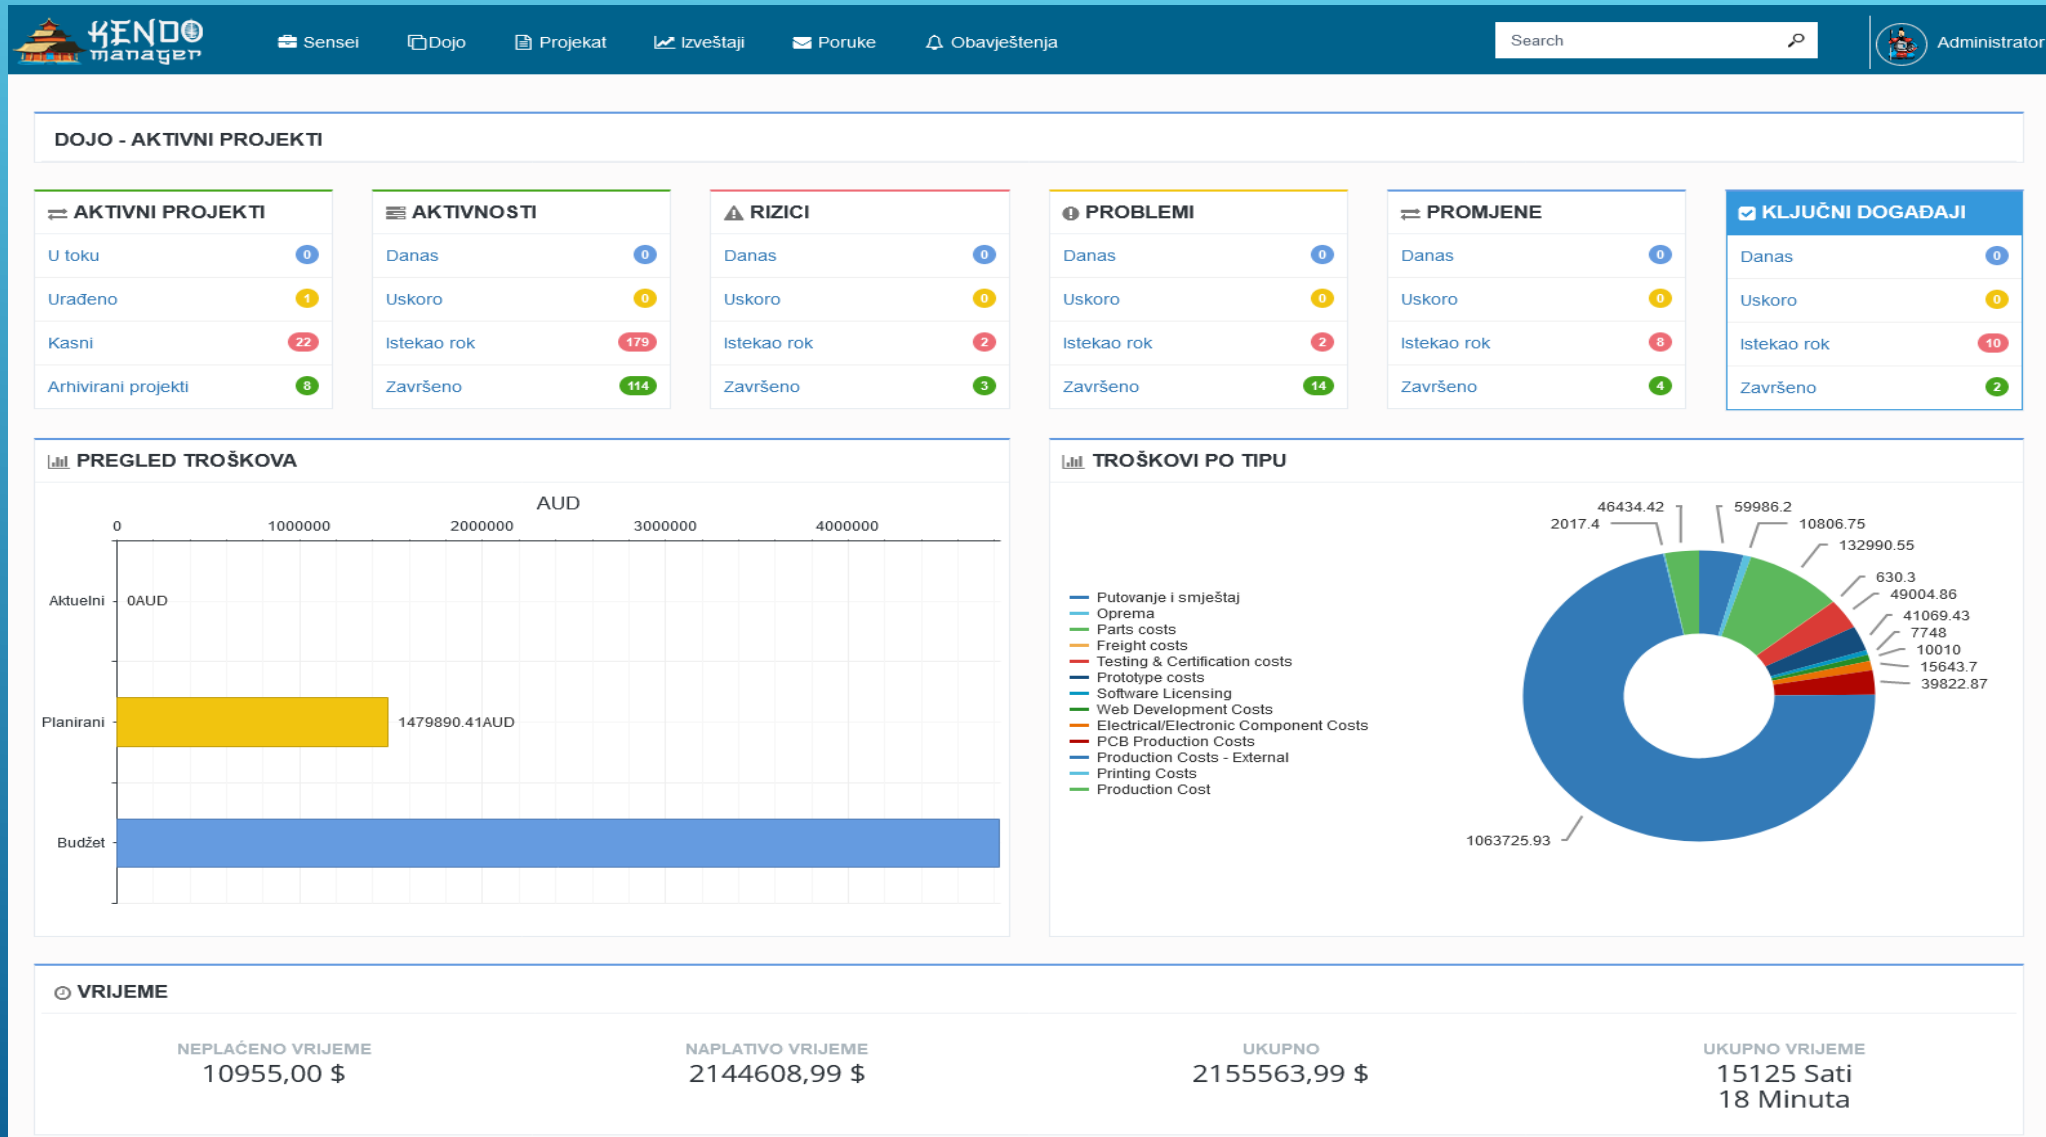 KENDO
manager
Sensei
Dojo
Projekat
Izveštaji
Poruke
Obavještenja
Search
Administrator
DOJO - AKTIVNI PROJEKTI
AKTIVNI PROJEKTI
U toku 0
Urađeno 1
Kasni 22
Arhivirani projekti 8
AKTIVNOSTI
Danas 0
Uskoro 0
Istekao rok 179
Završeno 114
RIZICI
Danas 0
Uskoro 0
Istekao rok 2
Završeno 3
PROBLEMI
Danas 0
Uskoro 0
Istekao rok 2
Završeno 14
PROMJENE
Danas 0
Uskoro 0
Istekao rok 8
Završeno 4
KLJUČNI DOGAĐAJI
Danas 0
Uskoro 0
Istekao rok 10
Završeno 2
PREGLED TROŠKOVA
AUD
0 1000000 2000000 3000000 4000000
Aktuelni 0AUD
Planirani 1479890.41AUD
Budžet
TROŠKOVI PO TIPU
Putovanje i smještaj
Oprema
Parts costs
Freight costs
Testing & Certification costs
Prototype costs
Software Licensing
Web Development Costs
Electrical/Electronic Component Costs
PCB Production Costs
Production Costs - External
Printing Costs
Production Cost
46434.42
2017.4
59986.2
10806.75
132990.55
630.3
49004.86
41069.43
7748
10010
15643.7
39822.87
1063725.93
VRIJEME
NEPLAĆENO VRIJEME
10955,00 $
NAPLATIVO VRIJEME
2144608,99 $
UKUPNO
2155563,99 $
UKUPNO VRIJEME
15125 Sati
18 Minuta